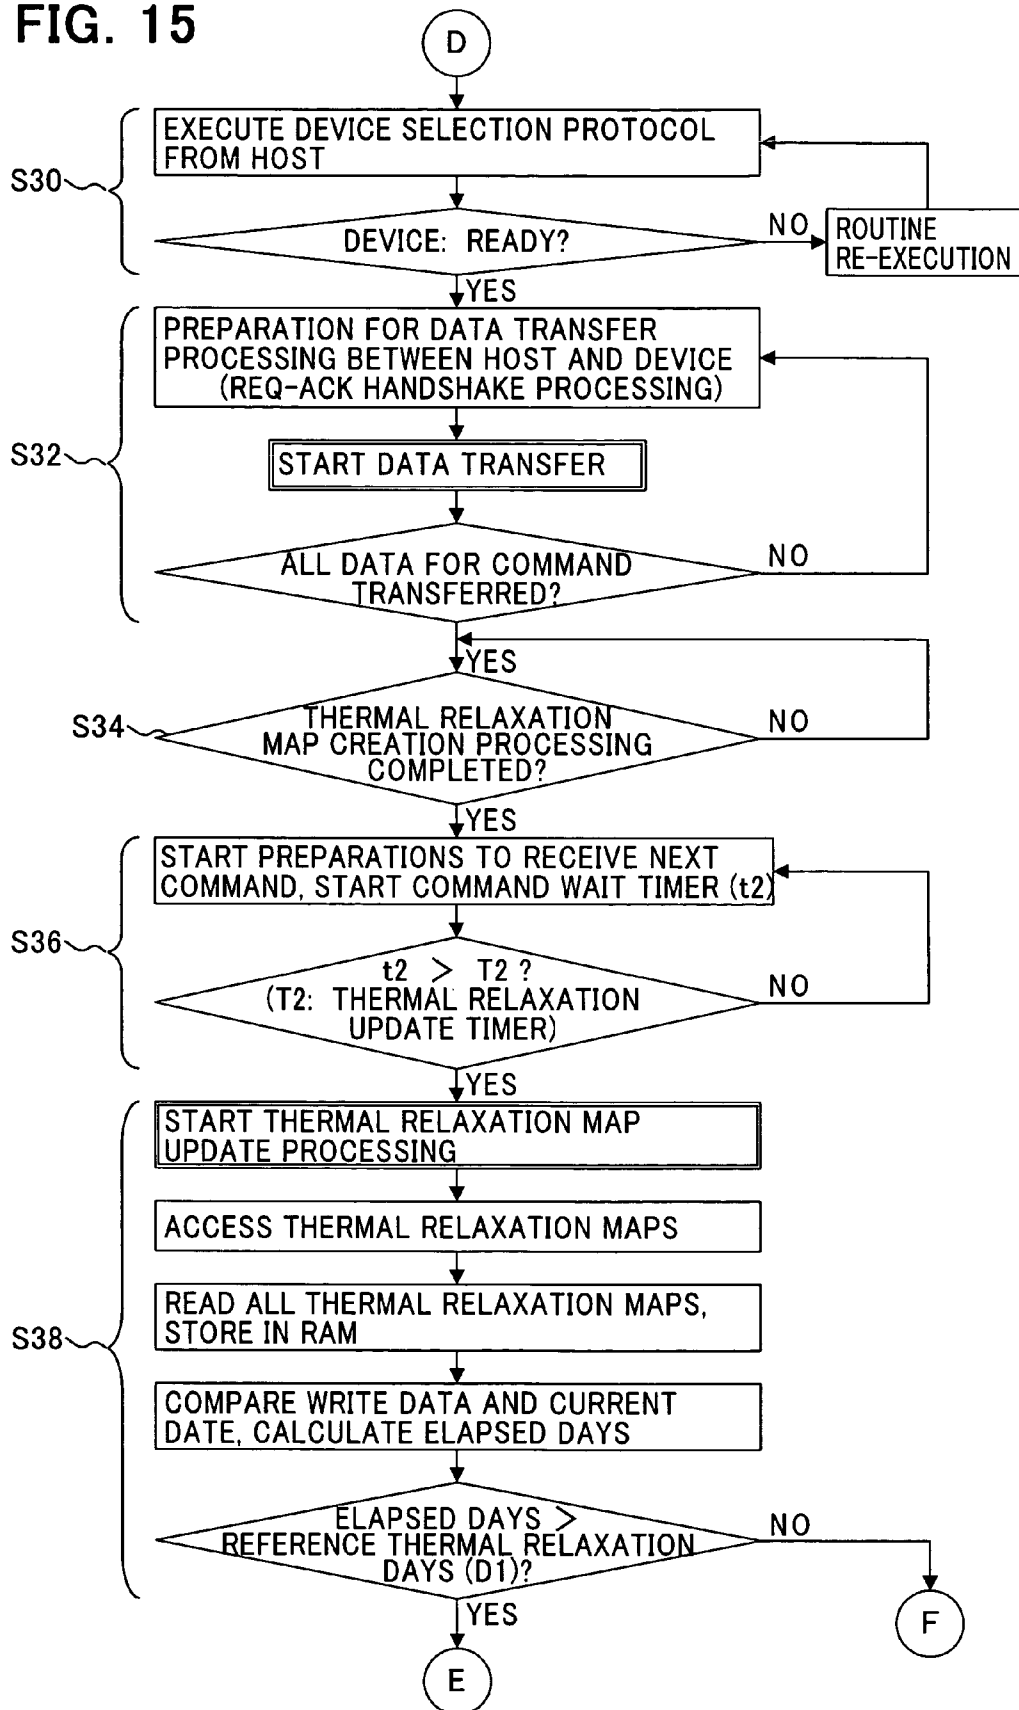 FIG. 15
D
EXECUTE DEVICE SELECTION PROTOCOL
FROM HOST
S30
DEVICE: READY?
NO
ROUTINE
RE-EXECUTION
YES
PREPARATION FOR DATA TRANSFER
PROCESSING BETWEEN HOST AND DEVICE
(REQ-ACK HANDSHAKE PROCESSING)
S32
START DATA TRANSFER
ALL DATA FOR COMMAND
TRANSFERRED?
NO
YES
S34
THERMAL RELAXATION
MAP CREATION PROCESSING
COMPLETED?
NO
YES
START PREPARATIONS TO RECEIVE NEXT
COMMAND, START COMMAND WAIT TIMER (t2)
S36
t2 > T2 ?
(T2: THERMAL RELAXATION
UPDATE TIMER)
NO
YES
START THERMAL RELAXATION MAP
UPDATE PROCESSING
ACCESS THERMAL RELAXATION MAPS
READ ALL THERMAL RELAXATION MAPS,
STORE IN RAM
S38
COMPARE WRITE DATA AND CURRENT
DATE, CALCULATE ELAPSED DAYS
ELAPSED DAYS >
REFERENCE THERMAL RELAXATION
DAYS (D1)?
NO
F
YES
E